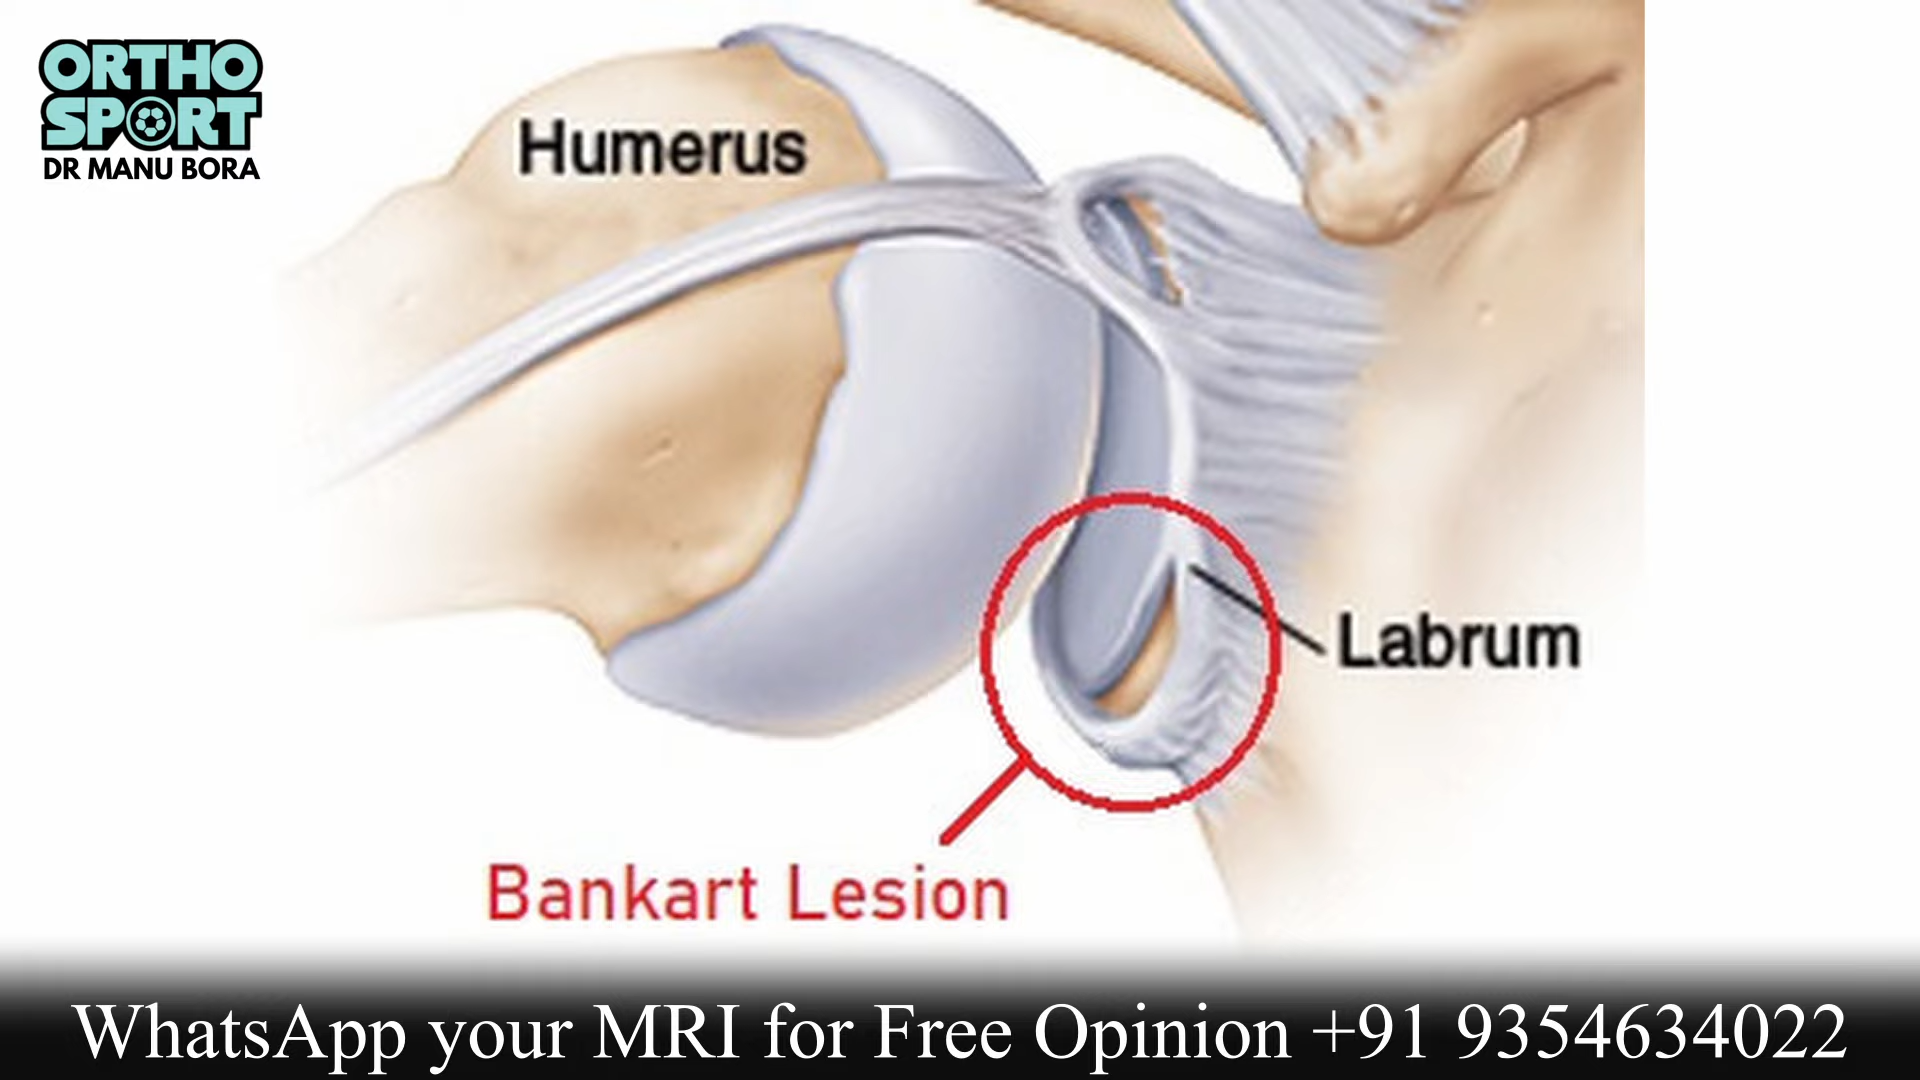 ORTHO
SPORT
DR MANU BORA
Humerus
Labrum
Bankart Lesion
WhatsApp your MRI for Free Opinion +91 9354634022